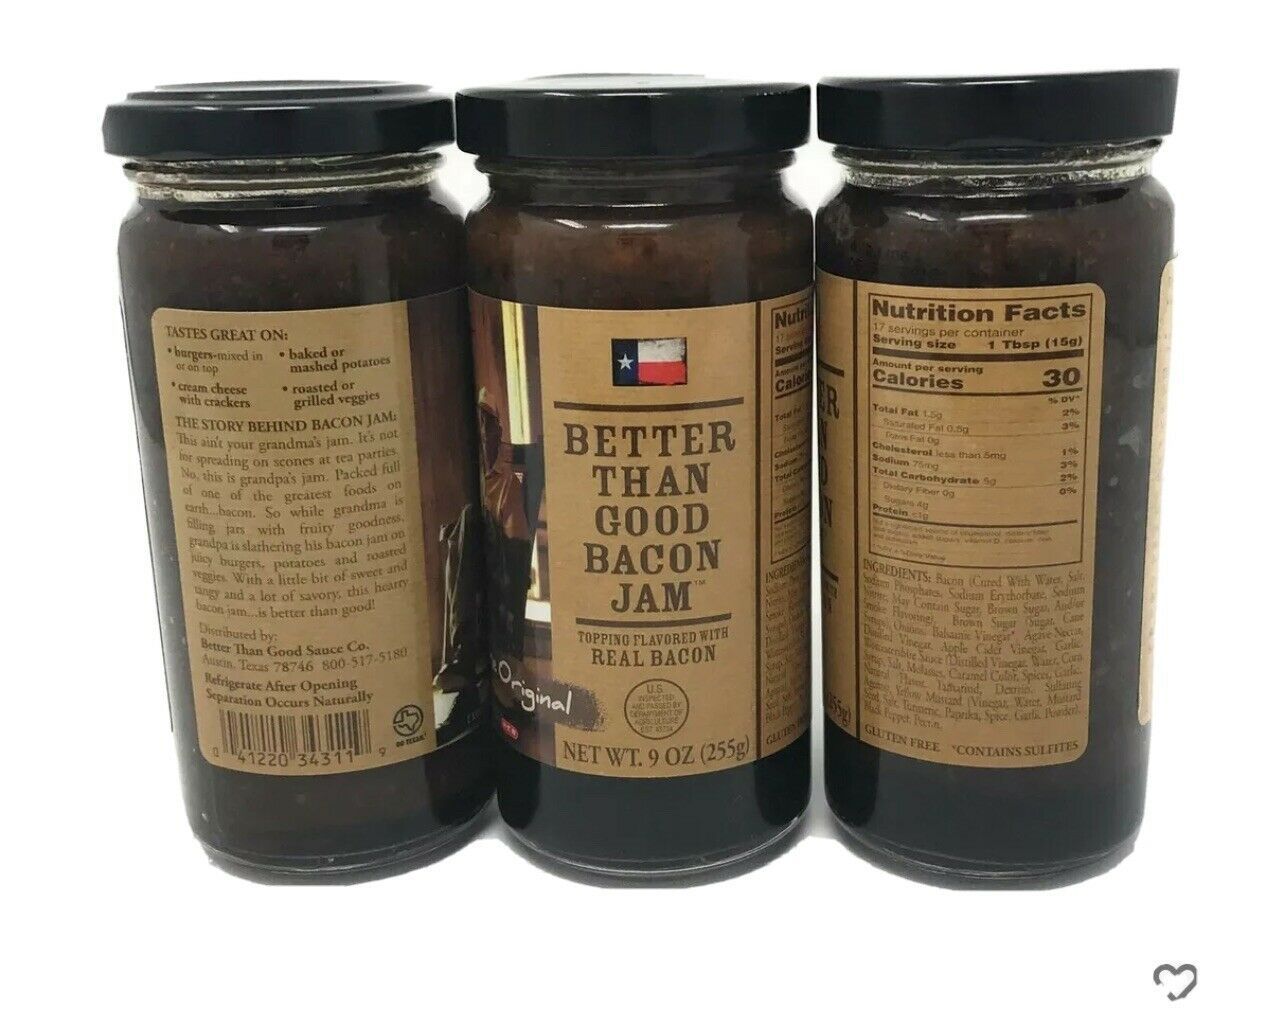 TASTES GREAT ON:
• burgers-mixed in
or on top
• baked or
mashed potatoes
• cream cheese
with crackers
• roasted or
grilled veggies
THE STORY BEHIND BACON JAM:
This ain't your grandma's jam. It's not
for spreading on scones at tea parties.
No, this is grandpa's jam. Packed full
of one of the greatest foods on
earth...bacon. So while grandma is
filling jars with fruity goodness,
grandpa is slathering his bacon jam on
juicy burgers, potatoes and roasted
veggies. With a little bit of sweet and
tangy and a lot of savory, this hearty
bacon jam...is better than good!
Distributed by:
Better Than Good Sauce Co.
Austin, Texas 78746 800-517-5180
Refrigerate After Opening
Separation Occurs Naturally
0 41220 34311 9
GO TEXAN.
BETTER
THAN
GOOD
BACON
JAM™
TOPPING FLAVORED WITH
REAL BACON
Original
U.S.
INSPECTED
AND PASSED BY
DEPARTMENT OF
AGRICULTURE
NET WT. 9 OZ (255g)
Nutrition Facts
17 servings per container
Serving size 1 Tbsp (15g)
Amount per serving
Calories 30
% DV*
Total Fat 1.5g 2%
Saturated Fat 0.5g 3%
Trans Fat 0g
Cholesterol less than 5mg 1%
Sodium 75mg 3%
Total Carbohydrate 5g 2%
Dietary Fiber 0g 0%
Sugars 4g
Protein <1g
INGREDIENTS: Bacon (Cured With Water, Salt,
Sodium Phosphates, Sodium Erythorbate, Sodium
Nitrite, May Contain Sugar, Brown Sugar, And/or
Smoke Flavoring), Brown Sugar (Sugar, Cane
Syrup), Onions, Balsamic Vinegar*, Agave Nectar,
Distilled Vinegar, Apple Cider Vinegar, Garlic,
Worcestershire Sauce (Distilled Vinegar, Water, Corn
Syrup, Salt, Molasses, Caramel Color, Spices, Garlic,
Natural Flavor, Tamarind, Dextrin, Sulfiting
Agents), Yellow Mustard (Vinegar, Water, Mustard
Seed, Salt, Turmeric, Paprika, Spice, Garlic Powder),
Black Pepper, Pectin.
GLUTEN FREE *CONTAINS SULFITES